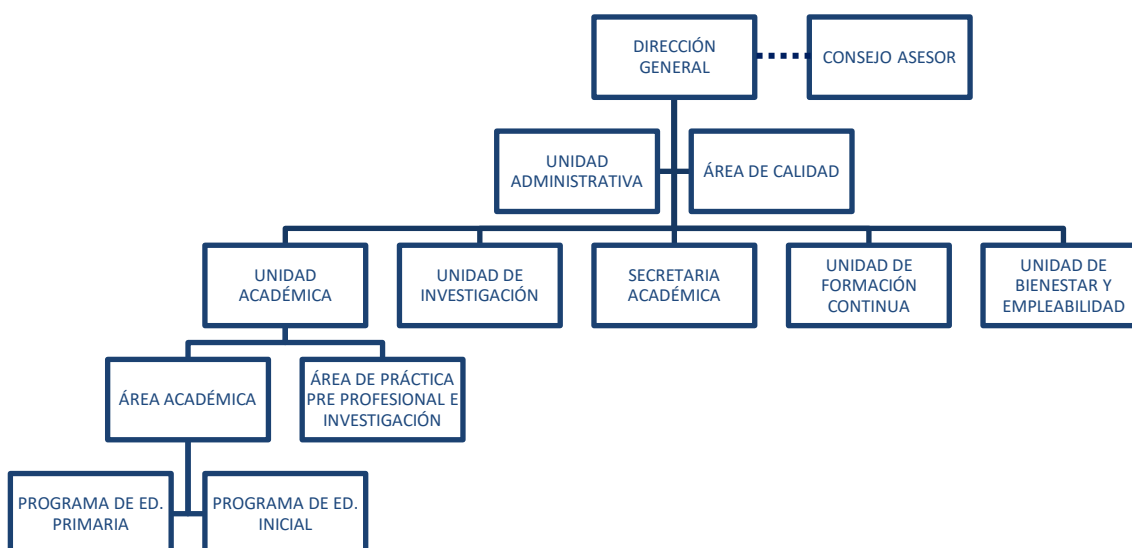 DIRECCIÓN
GENERAL
CONSEJO ASESOR
UNIDAD
ADMINISTRATIVA
ÁREA DE CALIDAD
UNIDAD
ACADÉMICA
UNIDAD DE
INVESTIGACIÓN
SECRETARIA
ACADÉMICA
UNIDAD DE
FORMACIÓN
CONTINUA
UNIDAD DE
BIENESTAR Y
EMPLEABILIDAD
ÁREA ACADÉMICA
ÁREA DE PRÁCTICA
PRE PROFESIONAL E
INVESTIGACIÓN
PROGRAMA DE ED.
PRIMARIA
PROGRAMA DE ED.
INICIAL